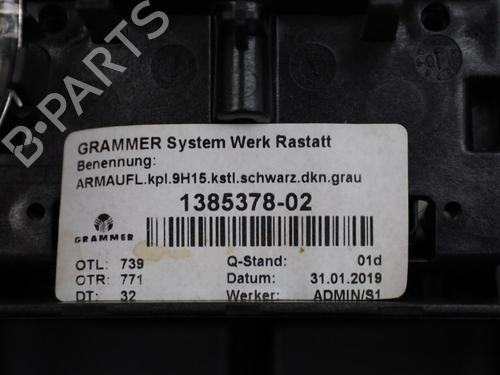 B-PARTS
GRAMMER System Werk Rastatt
Benennung:
ARMAUFL.kpl.9H15.kstl.schwarz.dkn.grau
1385378-02
GRAMMER
OTL: 739
OTR: 771
DT: 32
Q-Stand: 01d
Datum: 31.01.2019
Werker: ADMIN/S1